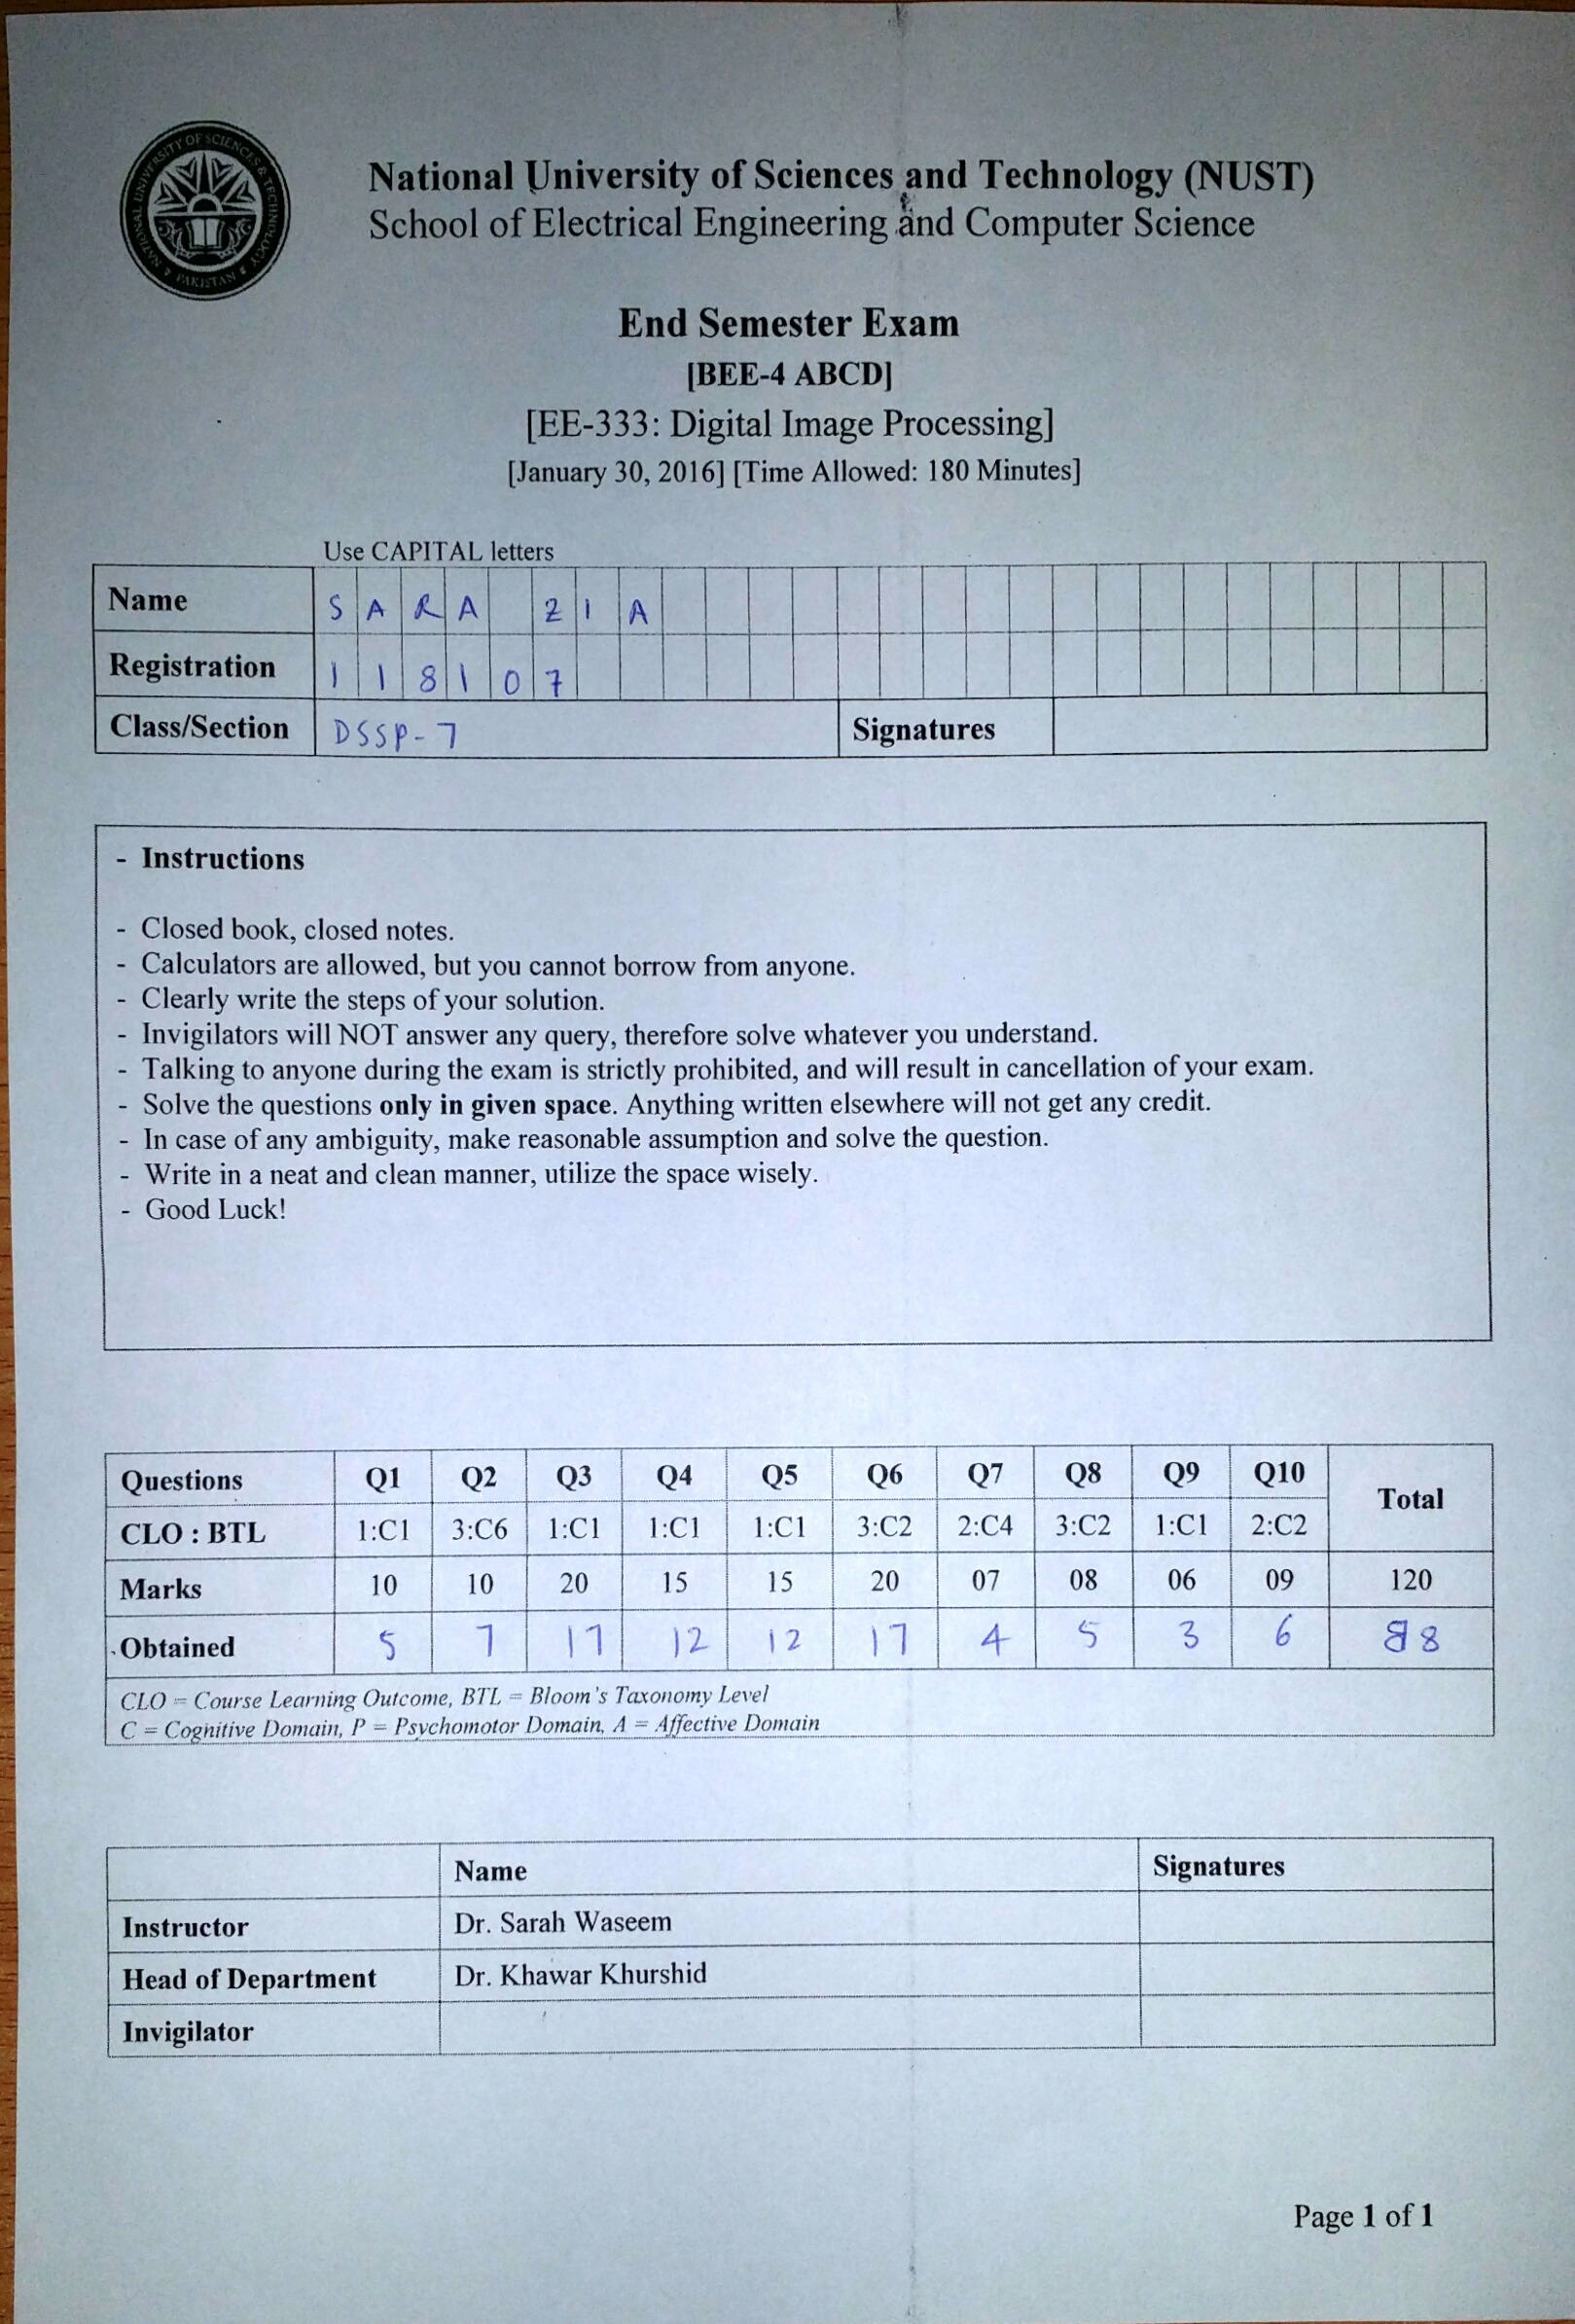 NATIONAL UNIVERSITY OF SCIENCES & TECHNOLOGY
PAKISTAN
National University of Sciences and Technology (NUST)
School of Electrical Engineering and Computer Science
End Semester Exam
[BEE-4 ABCD]
[EE-333: Digital Image Processing]
[January 30, 2016] [Time Allowed: 180 Minutes]
Use CAPITAL letters
Name SARA ZIA
Registration 118107
Class/Section DSSP-7 Signatures
- Instructions
- Closed book, closed notes.
- Calculators are allowed, but you cannot borrow from anyone.
- Clearly write the steps of your solution.
- Invigilators will NOT answer any query, therefore solve whatever you understand.
- Talking to anyone during the exam is strictly prohibited, and will result in cancellation of your exam.
- Solve the questions only in given space. Anything written elsewhere will not get any credit.
- In case of any ambiguity, make reasonable assumption and solve the question.
- Write in a neat and clean manner, utilize the space wisely.
- Good Luck!
Questions Q1 Q2 Q3 Q4 Q5 Q6 Q7 Q8 Q9 Q10 Total
CLO : BTL 1:C1 3:C6 1:C1 1:C1 1:C1 3:C2 2:C4 3:C2 1:C1 2:C2
Marks 10 10 20 15 15 20 07 08 06 09 120
Obtained 5 7 17 12 12 17 4 5 3 6 88
CLO = Course Learning Outcome, BTL = Bloom's Taxonomy Level
C = Cognitive Domain, P = Psychomotor Domain, A = Affective Domain
Name Signatures
Instructor Dr. Sarah Waseem
Head of Department Dr. Khawar Khurshid
Invigilator
Page 1 of 1